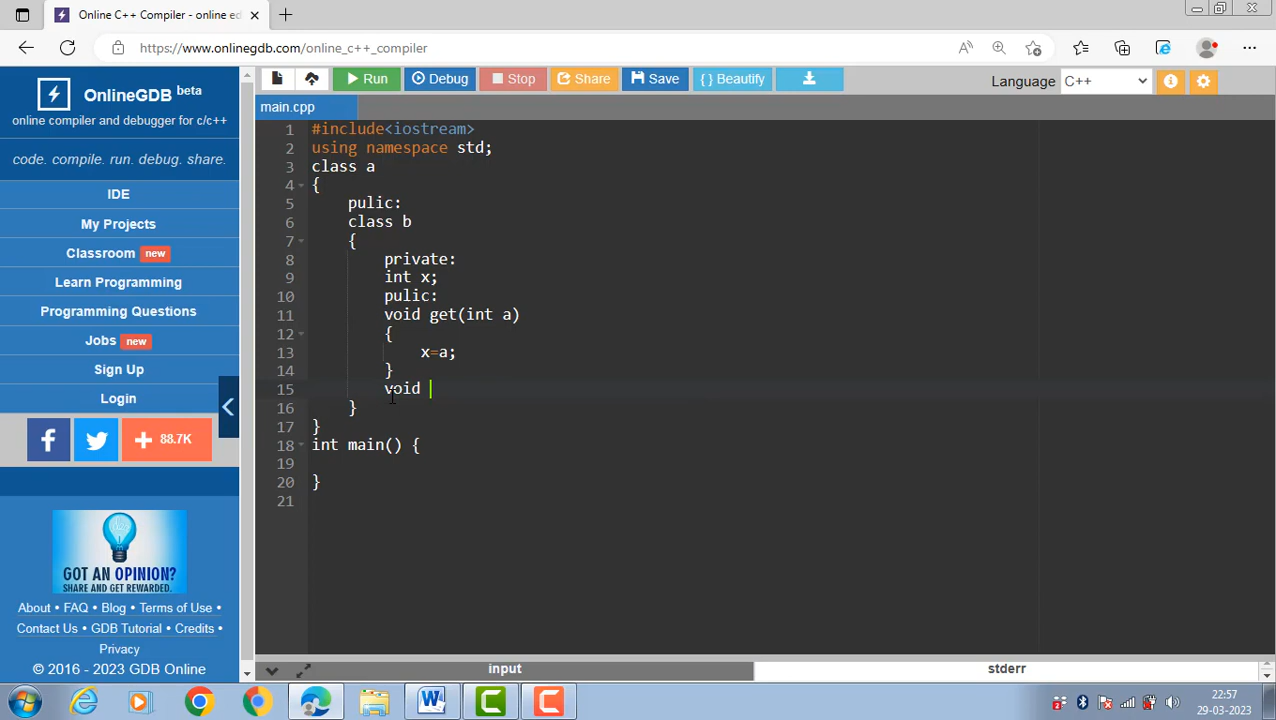 Online C++ Compiler - online ed
https://www.onlinegdb.com/online_c++_compiler
OnlineGDB beta
online compiler and debugger for c/c++
code. compile. run. debug. share.
IDE
My Projects
Classroom new
Learn Programming
Programming Questions
Jobs new
Sign Up
Login
88.7K
GOT AN OPINION?
SHARE AND GET REWARDED.
About • FAQ • Blog • Terms of Use •
Contact Us • GDB Tutorial • Credits •
Privacy
© 2016 - 2023 GDB Online
Run
Debug
Stop
Share
Save
{ } Beautify
Language C++
main.cpp
1 #include<iostream>
2 using namespace std;
3 class a
4 {
5 pulic:
6 class b
7 {
8 private:
9 int x;
10 pulic:
11 void get(int a)
12 {
13 x=a;
14 }
15 void
16 }
17 }
18 int main() {
19
20 }
21
input
stderr
22:57
29-03-2023